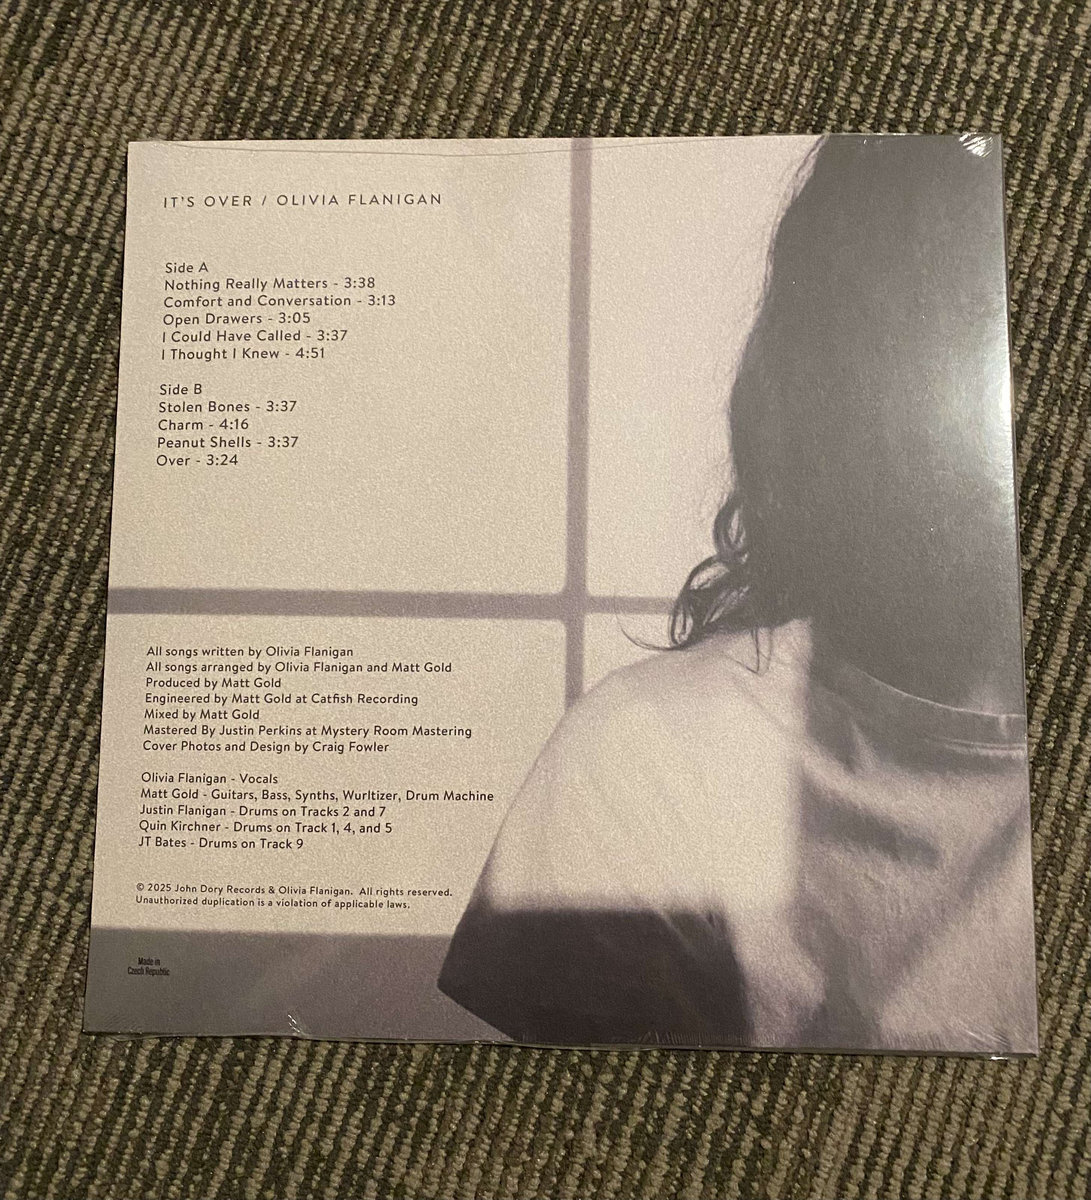 IT'S OVER / OLIVIA FLANIGAN
Side A
Nothing Really Matters - 3:38
Comfort and Conversation - 3:13
Open Drawers - 3:05
I Could Have Called - 3:37
I Thought I Knew - 4:51
Side B
Stolen Bones - 3:37
Charm - 4:16
Peanut Shells - 3:37
Over - 3:24
All songs written by Olivia Flanigan
All songs arranged by Olivia Flanigan and Matt Gold
Produced by Matt Gold
Engineered by Matt Gold at Catfish Recording
Mixed by Matt Gold
Mastered By Justin Perkins at Mystery Room Mastering
Cover Photos and Design by Craig Fowler
Olivia Flanigan - Vocals
Matt Gold - Guitars, Bass, Synths, Wurltizer, Drum Machine
Justin Flanigan - Drums on Tracks 2 and 7
Quin Kirchner - Drums on Track 1, 4, and 5
JT Bates - Drums on Track 9
© 2025 John Dory Records & Olivia Flanigan. All rights reserved.
Unauthorized duplication is a violation of applicable laws.
Made in
Czech Republic